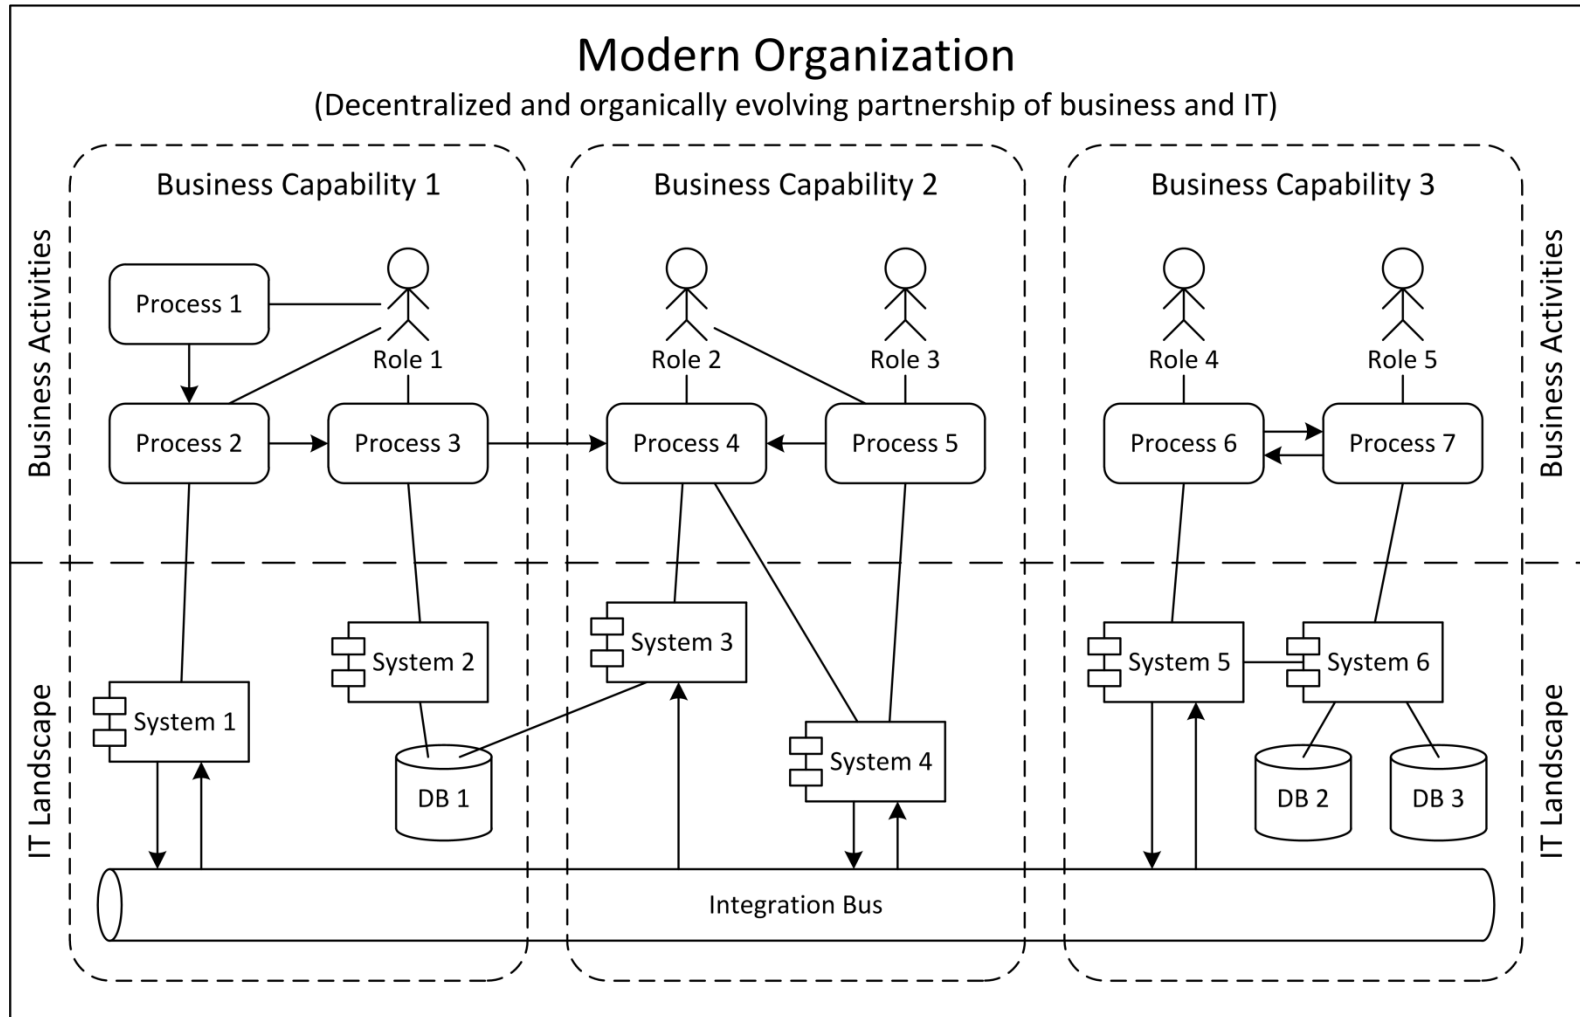 Modern Organization
(Decentralized and organically evolving partnership of business and IT)
Business Capability 1
Business Capability 2
Business Capability 3
Business Activities
Business Activities
Process 1
Role 1
Role 2
Role 3
Role 4
Role 5
Process 2
Process 3
Process 4
Process 5
Process 6
Process 7
IT Landscape
IT Landscape
System 1
System 2
System 3
System 4
System 5
System 6
DB 1
DB 2
DB 3
Integration Bus